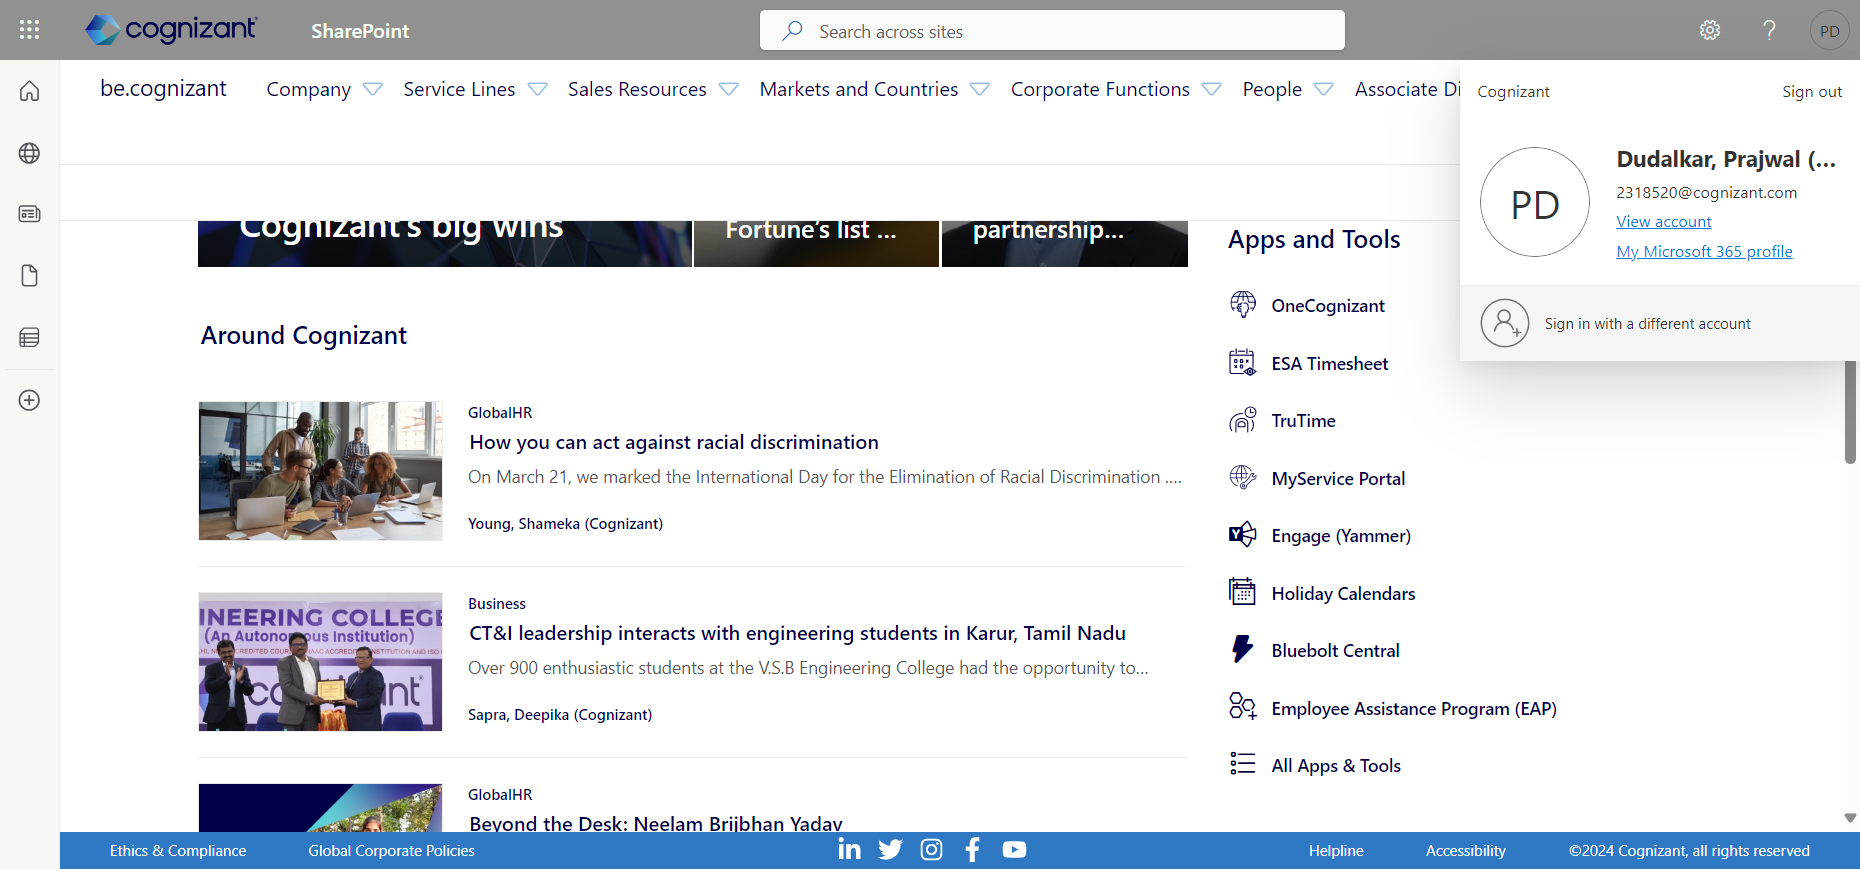 cognizant
SharePoint
Search across sites
PD
be.cognizant
Company
Service Lines
Sales Resources
Markets and Countries
Corporate Functions
People
Associate Di
Cognizant
Sign out
PD
Dudalkar, Prajwal (...
2318520@cognizant.com
View account
My Microsoft 365 profile
Sign in with a different account
Cognizant's big wins
Fortune's list ...
partnership...
Around Cognizant
GlobalHR
How you can act against racial discrimination
On March 21, we marked the International Day for the Elimination of Racial Discrimination ....
Young, Shameka (Cognizant)
NEERING COLLEGE
(An Autonomous Institution)
Business
CT&I leadership interacts with engineering students in Karur, Tamil Nadu
Over 900 enthusiastic students at the V.S.B Engineering College had the opportunity to...
Sapra, Deepika (Cognizant)
GlobalHR
Beyond the Desk: Neelam Brijbhan Yadav
Apps and Tools
OneCognizant
ESA Timesheet
TruTime
MyService Portal
Engage (Yammer)
Holiday Calendars
Bluebolt Central
Employee Assistance Program (EAP)
All Apps & Tools
Ethics & Compliance
Global Corporate Policies
Helpline
Accessibility
©2024 Cognizant, all rights reserved